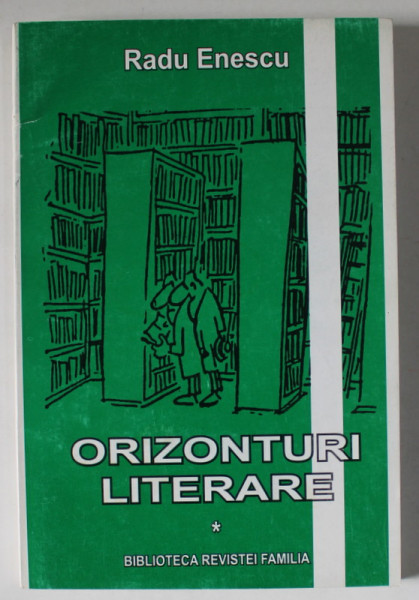 Radu Enescu
ORIZONTURI
LITERARE
*
BIBLIOTECA REVISTEI FAMILIA